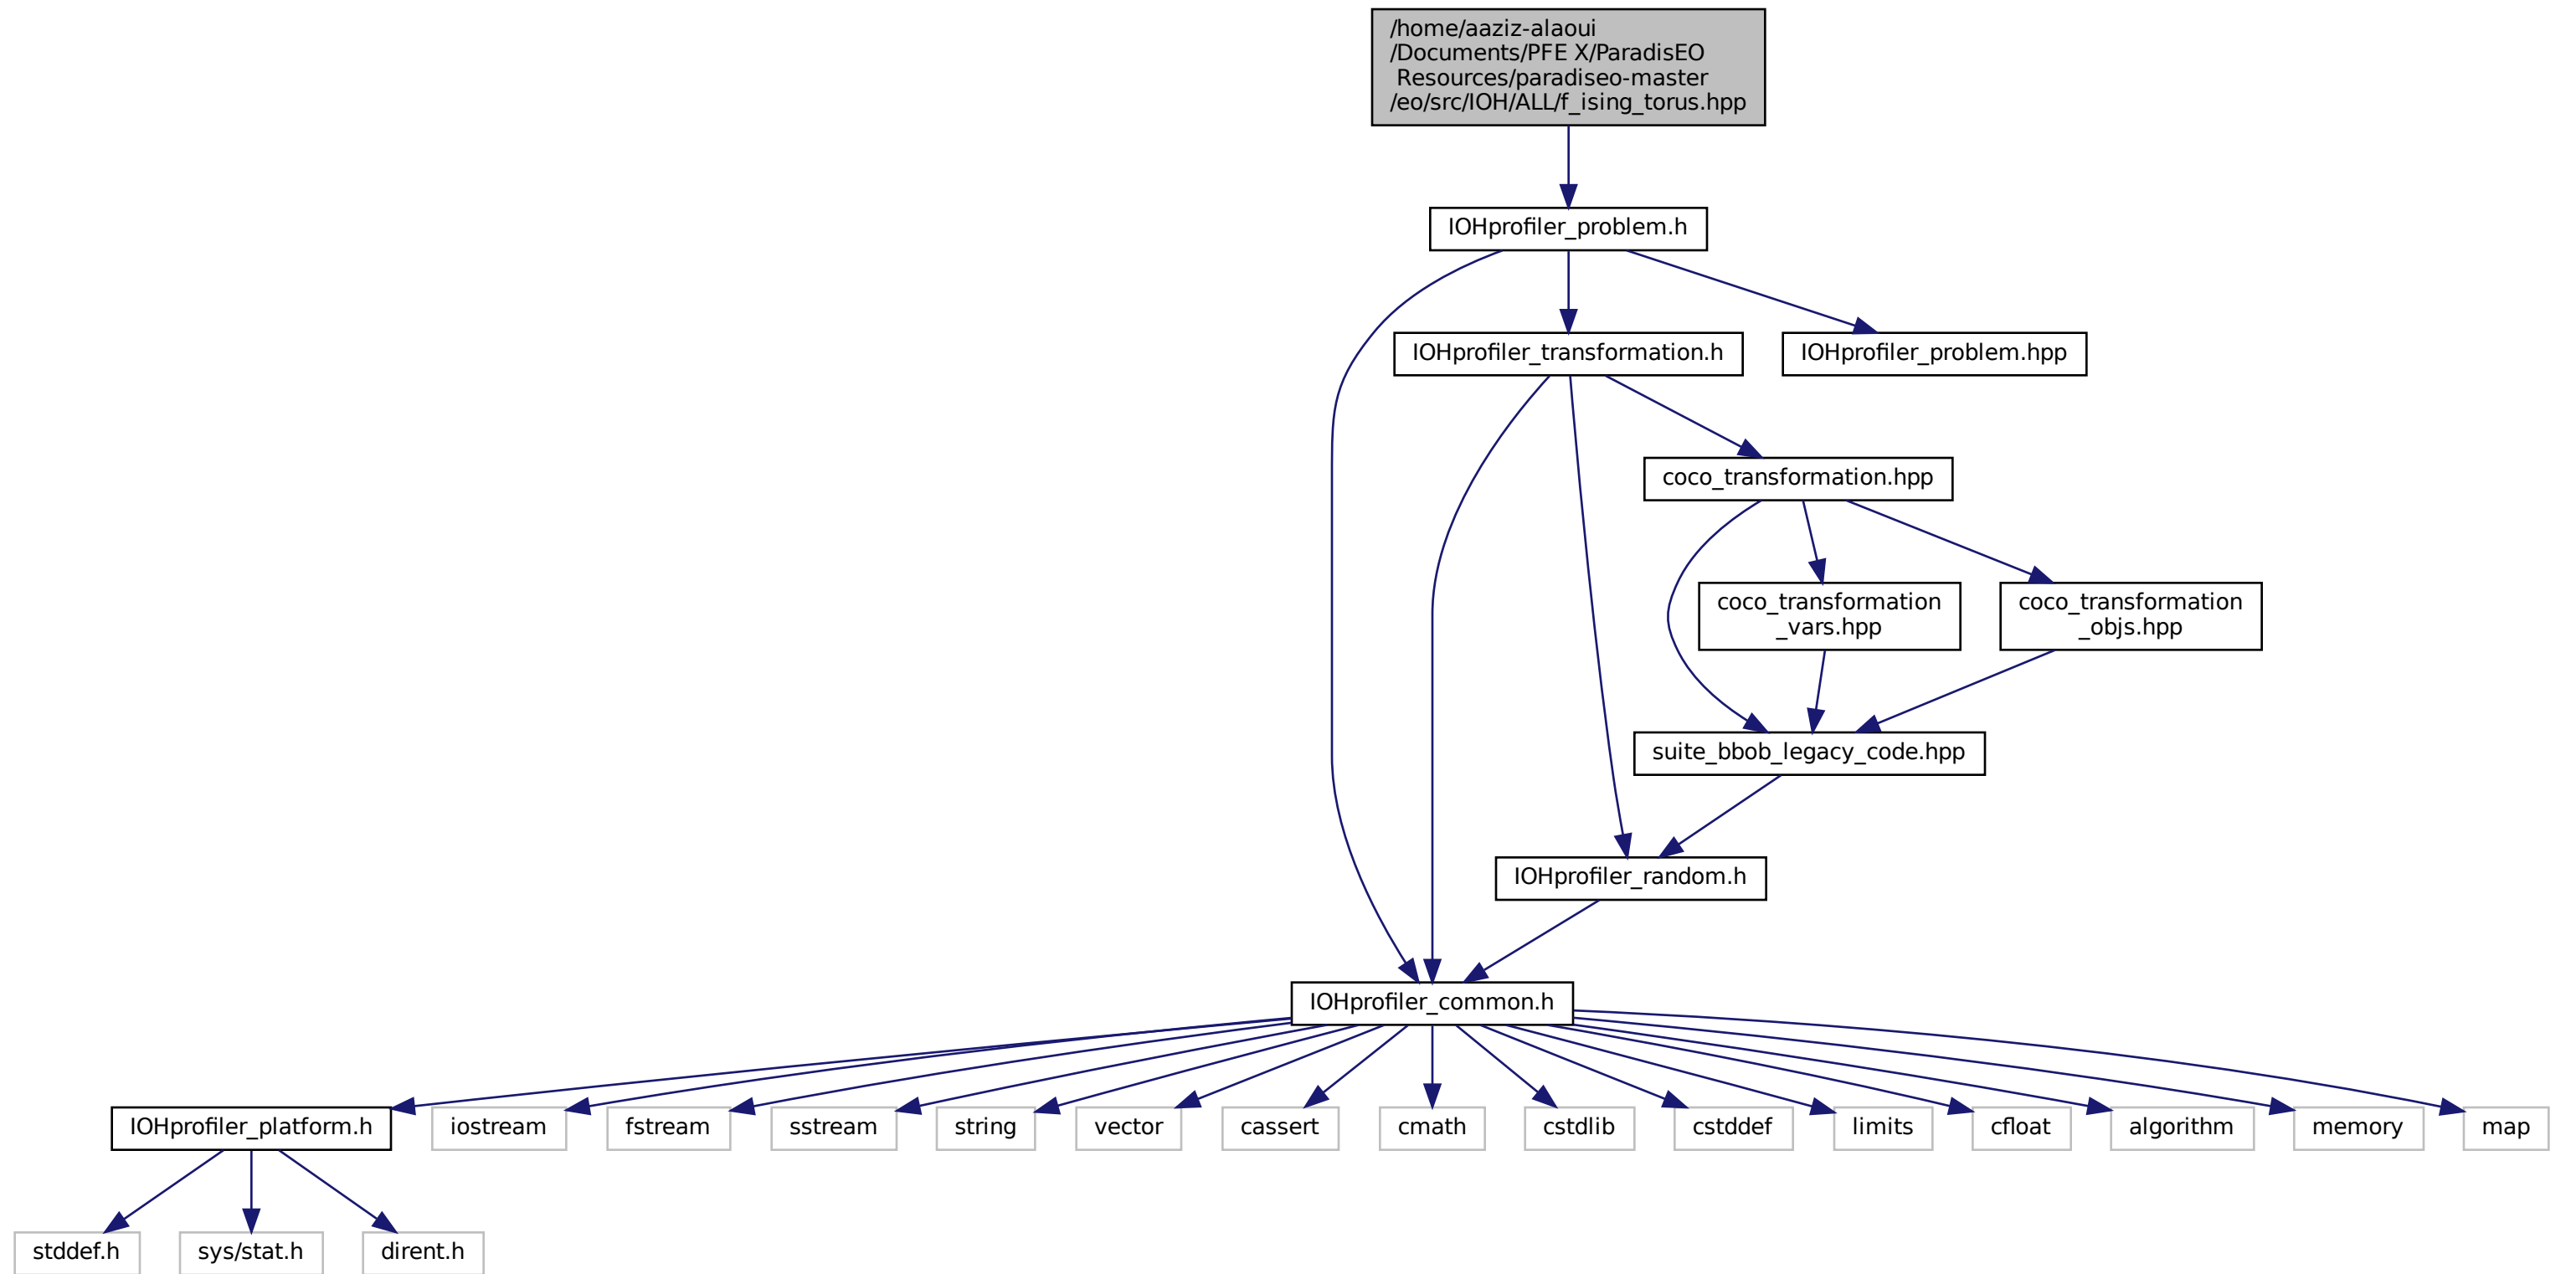 /home/aaziz-alaoui
/Documents/PFE X/ParadisEO
Resources/paradiseo-master
/eo/src/IOH/ALL/f_ising_torus.hpp
IOHprofiler_problem.h
IOHprofiler_transformation.h
IOHprofiler_problem.hpp
coco_transformation.hpp
coco_transformation
_vars.hpp
coco_transformation
_objs.hpp
suite_bbob_legacy_code.hpp
IOHprofiler_random.h
IOHprofiler_common.h
IOHprofiler_platform.h
iostream
fstream
sstream
string
vector
cassert
cmath
cstdlib
cstddef
limits
cfloat
algorithm
memory
map
stddef.h
sys/stat.h
dirent.h